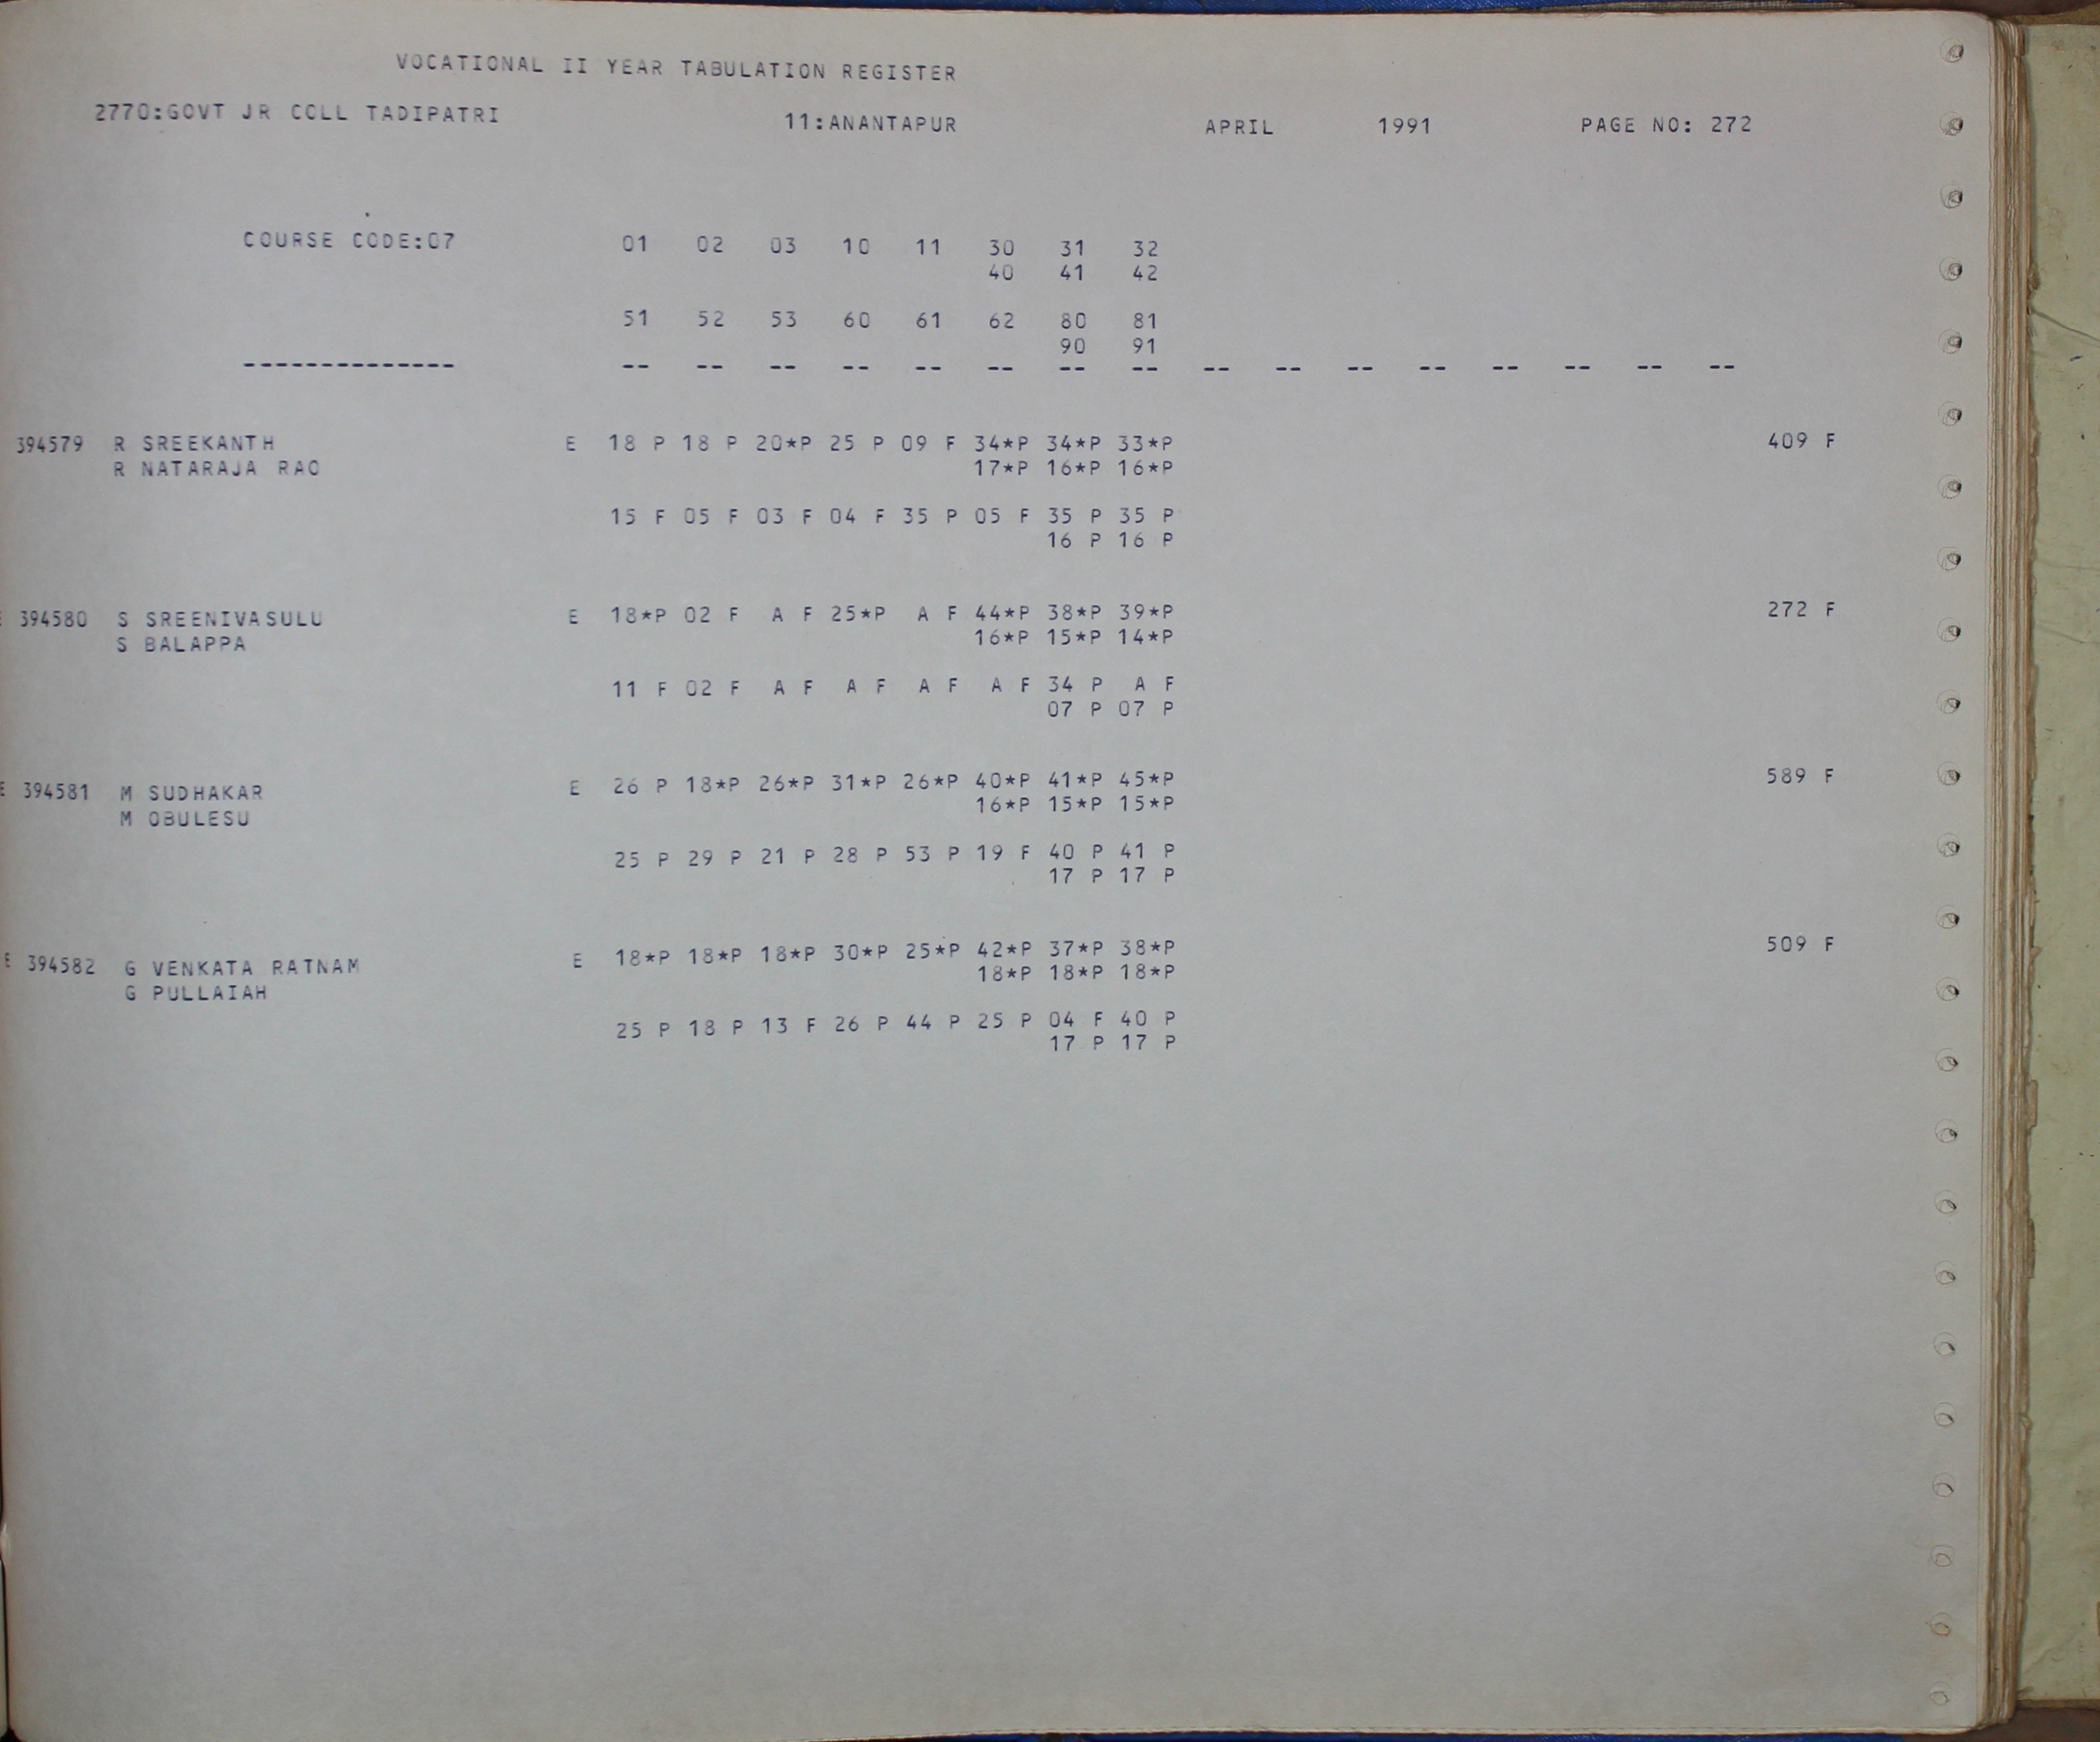 VOCATIONAL II YEAR TABULATION REGISTER
2770:GOVT JR COLL TADIPATRI 11:ANANTAPUR APRIL 1991 PAGE NO: 272
COURSE CODE:07 01 02 03 10 11 30 31 32
40 41 42
51 52 53 60 61 62 80 81
90 91
-------------- -- -- -- -- -- -- -- -- -- -- -- -- -- -- -- --
394579 R SREEKANTH E 18 P 18 P 20*P 25 P 09 F 34*P 34*P 33*P 409 F
R NATARAJA RAO 17*P 16*P 16*P
15 F 05 F 03 F 04 F 35 P 05 F 35 P 35 P
16 P 16 P
E 394580 S SREENIVASULU E 18*P 02 F A F 25*P A F 44*P 38*P 39*P 272 F
S BALAPPA 16*P 15*P 14*P
11 F 02 F A F A F A F A F 34 P A F
07 P 07 P
E 394581 M SUDHAKAR E 26 P 18*P 26*P 31*P 26*P 40*P 41*P 45*P 589 F
M OBULESU 16*P 15*P 15*P
25 P 29 P 21 P 28 P 53 P 19 F 40 P 41 P
17 P 17 P
E 394582 G VENKATA RATNAM E 18*P 18*P 18*P 30*P 25*P 42*P 37*P 38*P 509 F
G PULLAIAH 18*P 18*P 18*P
25 P 18 P 13 F 26 P 44 P 25 P 04 F 40 P
17 P 17 P